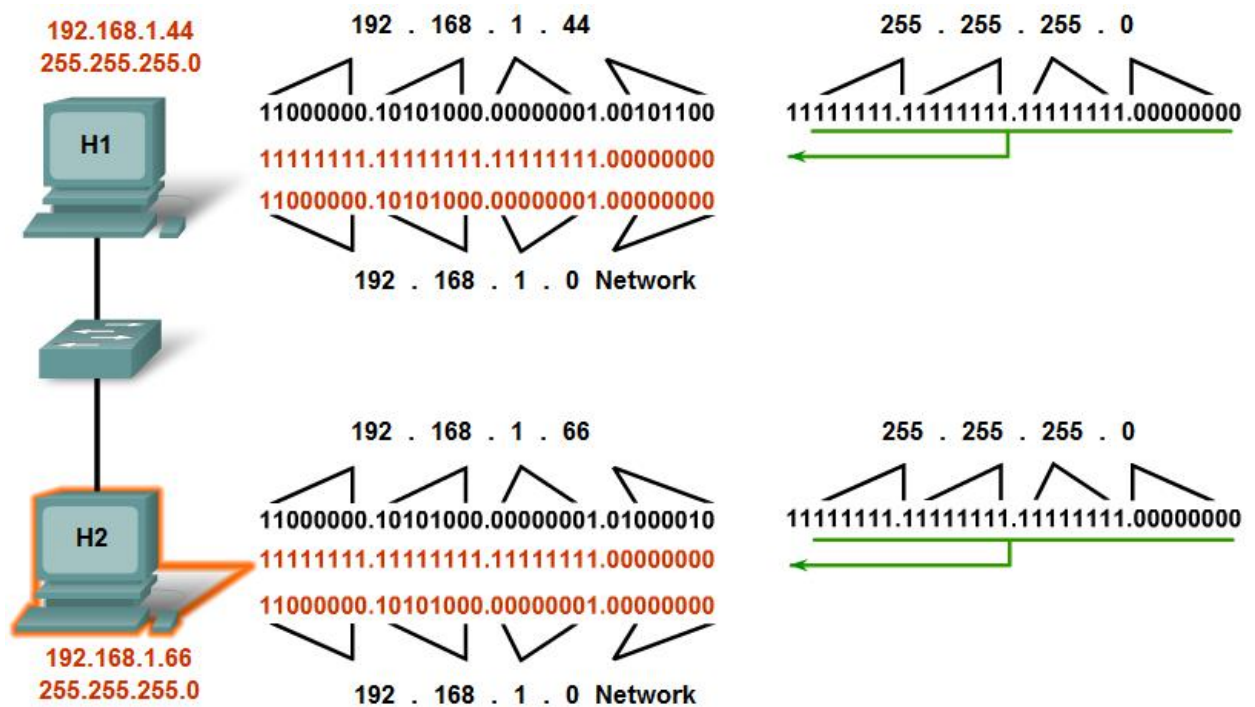 192.168.1.44
255.255.255.0
H1
192 . 168 . 1 . 44
11000000.10101000.00000001.00101100
11111111.11111111.11111111.00000000
11000000.10101000.00000001.00000000
192 . 168 . 1 . 0 Network
255 . 255 . 255 . 0
11111111.11111111.11111111.00000000
H2
192.168.1.66
255.255.255.0
192 . 168 . 1 . 66
11000000.10101000.00000001.01000010
11111111.11111111.11111111.00000000
11000000.10101000.00000001.00000000
192 . 168 . 1 . 0 Network
255 . 255 . 255 . 0
11111111.11111111.11111111.00000000